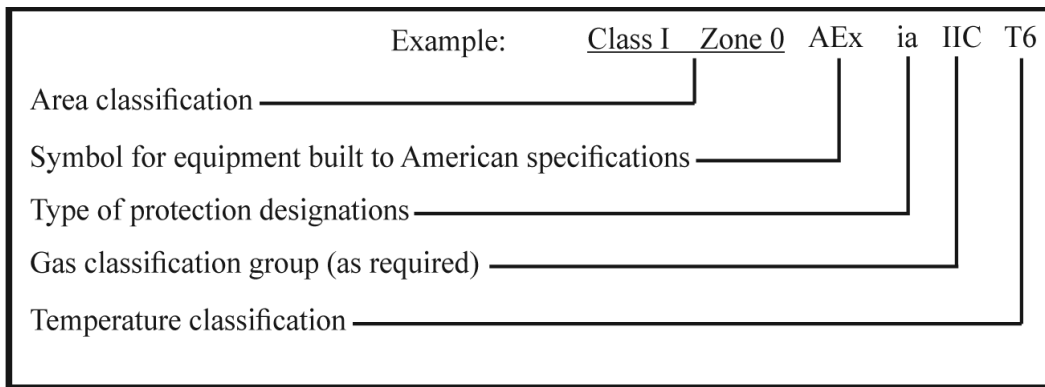 Example: Class I Zone 0 AEx ia IIC T6
Area classification
Symbol for equipment built to American specifications
Type of protection designations
Gas classification group (as required)
Temperature classification